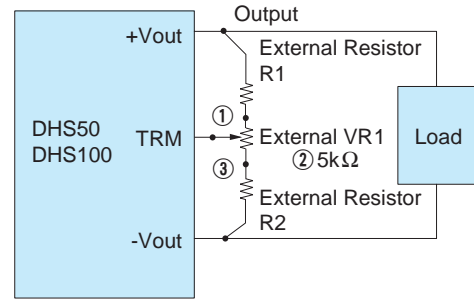 Output
+Vout
External Resistor
R1
①
DHS50
DHS100
TRM
External VR1
②5kΩ
Load
③
External Resistor
R2
-Vout